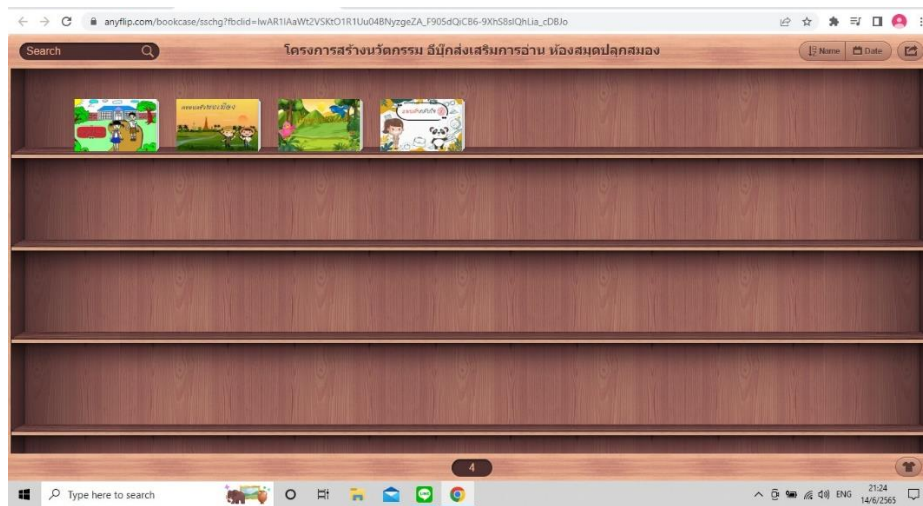 anyflip.com/bookcase/sschg?fbclid=IwAR1IAaWt2VSKtO1R1Uu04BNyzgeZA_F905dQiCB6-9XhS8slQhLia_cDBJo
Search
โครงการสร้างนวัตกรรม อีบุ๊กส่งเสริมการอ่าน ห้องสมุดปลุกสมอง
Name
Date
4
Type here to search
ENG
21:24
14/6/2565